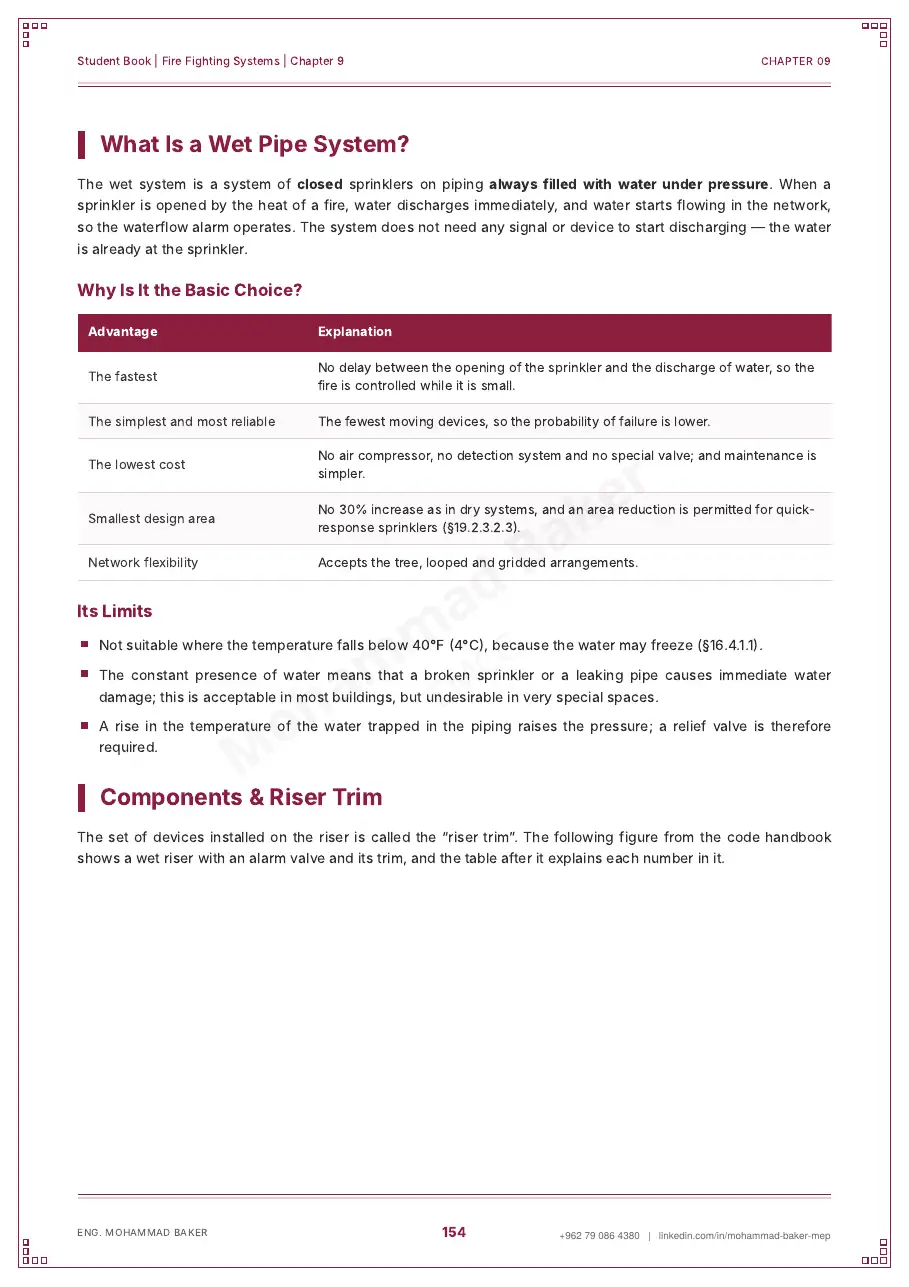 Student Book | Fire Fighting Systems | Chapter 9
CHAPTER 09
What Is a Wet Pipe System?
The wet system is a system of closed sprinklers on piping always filled with water under pressure. When a
sprinkler is opened by the heat of a fire, water discharges immediately, and water starts flowing in the network,
so the waterflow alarm operates. The system does not need any signal or device to start discharging — the water
is already at the sprinkler.
Why Is It the Basic Choice?
Advantage Explanation
The fastest
No delay between the opening of the sprinkler and the discharge of water, so the
fire is controlled while it is small.
The simplest and most reliable
The fewest moving devices, so the probability of failure is lower.
The lowest cost
No air compressor, no detection system and no special valve; and maintenance is
simpler.
Smallest design area
No 30% increase as in dry systems, and an area reduction is permitted for quick-
response sprinklers (§19.2.3.2.3).
Network flexibility
Accepts the tree, looped and gridded arrangements.
Its Limits
Not suitable where the temperature falls below 40°F (4°C), because the water may freeze (§16.4.1.1).
The constant presence of water means that a broken sprinkler or a leaking pipe causes immediate water
damage; this is acceptable in most buildings, but undesirable in very special spaces.
A rise in the temperature of the water trapped in the piping raises the pressure; a relief valve is therefore
required.
Components & Riser Trim
The set of devices installed on the riser is called the “riser trim”. The following figure from the code handbook
shows a wet riser with an alarm valve and its trim, and the table after it explains each number in it.
Mohammad Baker
ENG. MOHAMMAD BAKER
154
+962 79 086 4380 | linkedin.com/in/mohammad-baker-mep